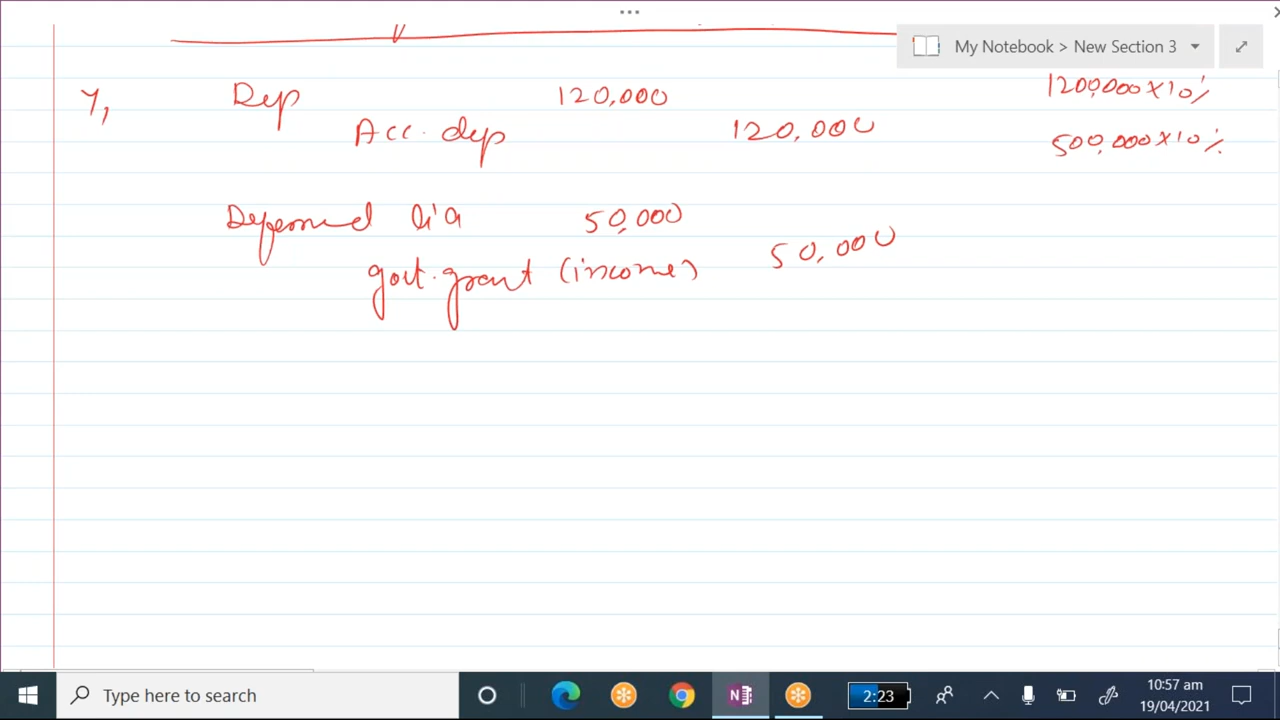 ...
My Notebook > New Section 3
Y1 Dep 120,000 1200,000 x 10%
Acc. dep 120,000 500,000 x 10%
Deferred lia 50,000
govt. grant (income) 50,000
Type here to search
2:23
10:57 am
19/04/2021